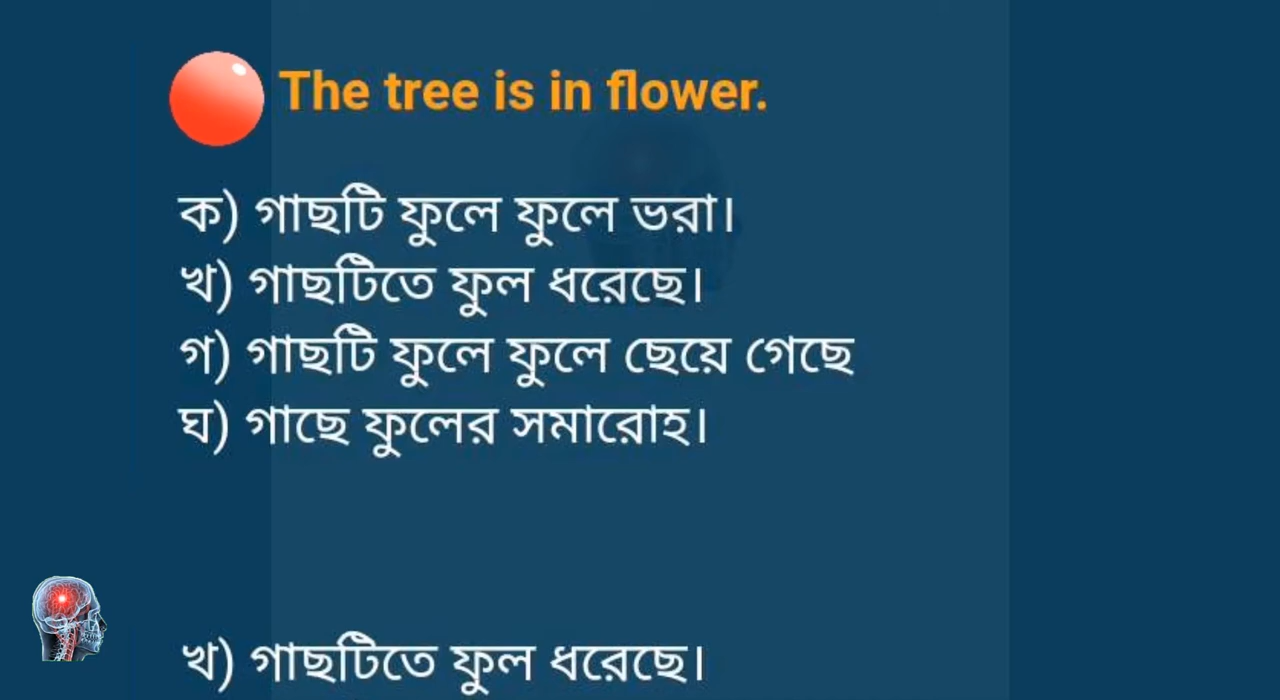 The tree is in flower.
ক) গাছটি ফুলে ফুলে ভরা।
খ) গাছটিতে ফুল ধরেছে।
গ) গাছটি ফুলে ফুলে ছেয়ে গেছে
ঘ) গাছে ফুলের সমারোহ।
খ) গাছটিতে ফুল ধরেছে।